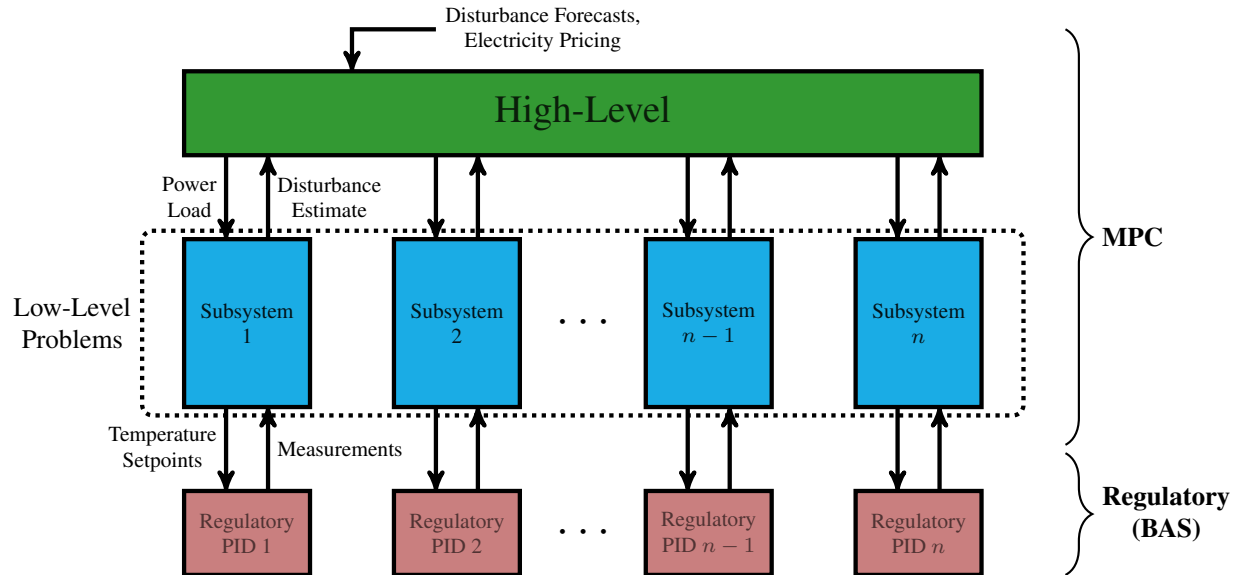 Disturbance Forecasts,
Electricity Pricing
High-Level
Power
Load
Disturbance
Estimate
MPC
Low-Level
Problems
Subsystem
1
Subsystem
2
. . .
Subsystem
n − 1
Subsystem
n
Temperature
Setpoints
Measurements
Regulatory
PID 1
Regulatory
PID 2
. . .
Regulatory
PID n − 1
Regulatory
PID n
Regulatory
(BAS)